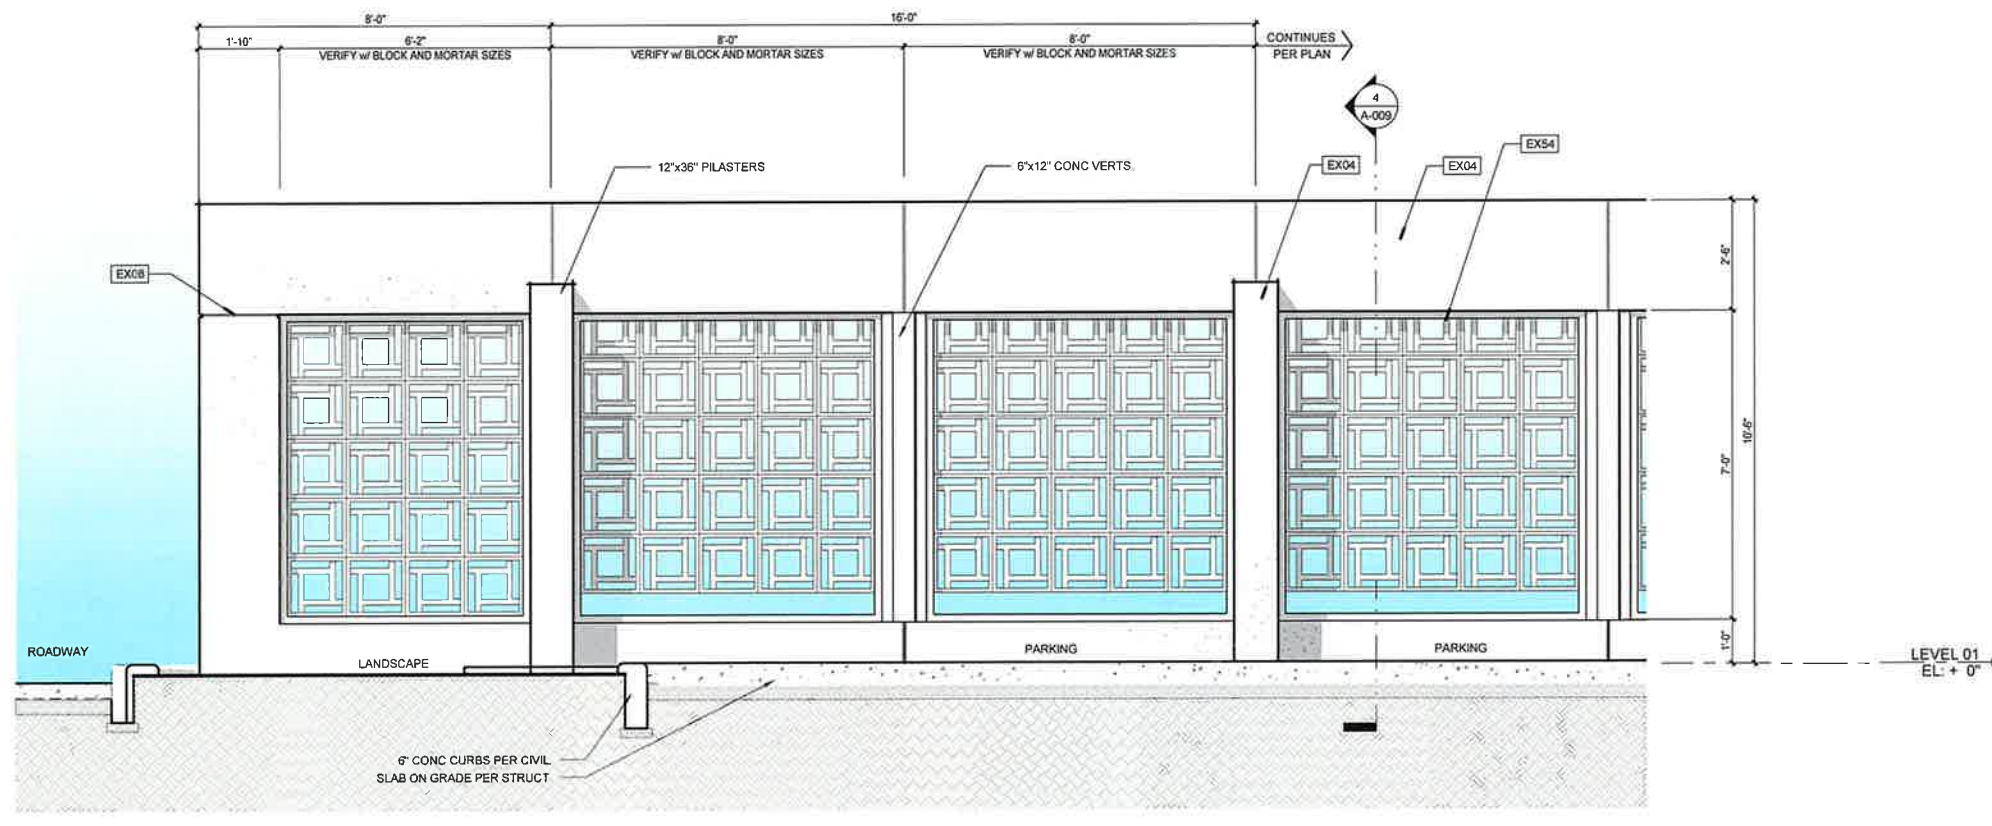 8'-0"
16'-0"
1'-10"
6'-2"
VERIFY w/ BLOCK AND MORTAR SIZES
8'-0"
VERIFY w/ BLOCK AND MORTAR SIZES
8'-0"
VERIFY w/ BLOCK AND MORTAR SIZES
CONTINUES
PER PLAN
4
A-009
12"x36" PILASTERS
6"x12" CONC VERTS.
EX04
EX04
EX54
EX08
2'-6"
7'-0"
10'-6"
1'-0"
ROADWAY
LANDSCAPE
PARKING
PARKING
LEVEL 01
EL: + 0"
6" CONC CURBS PER CIVIL
SLAB ON GRADE PER STRUCT